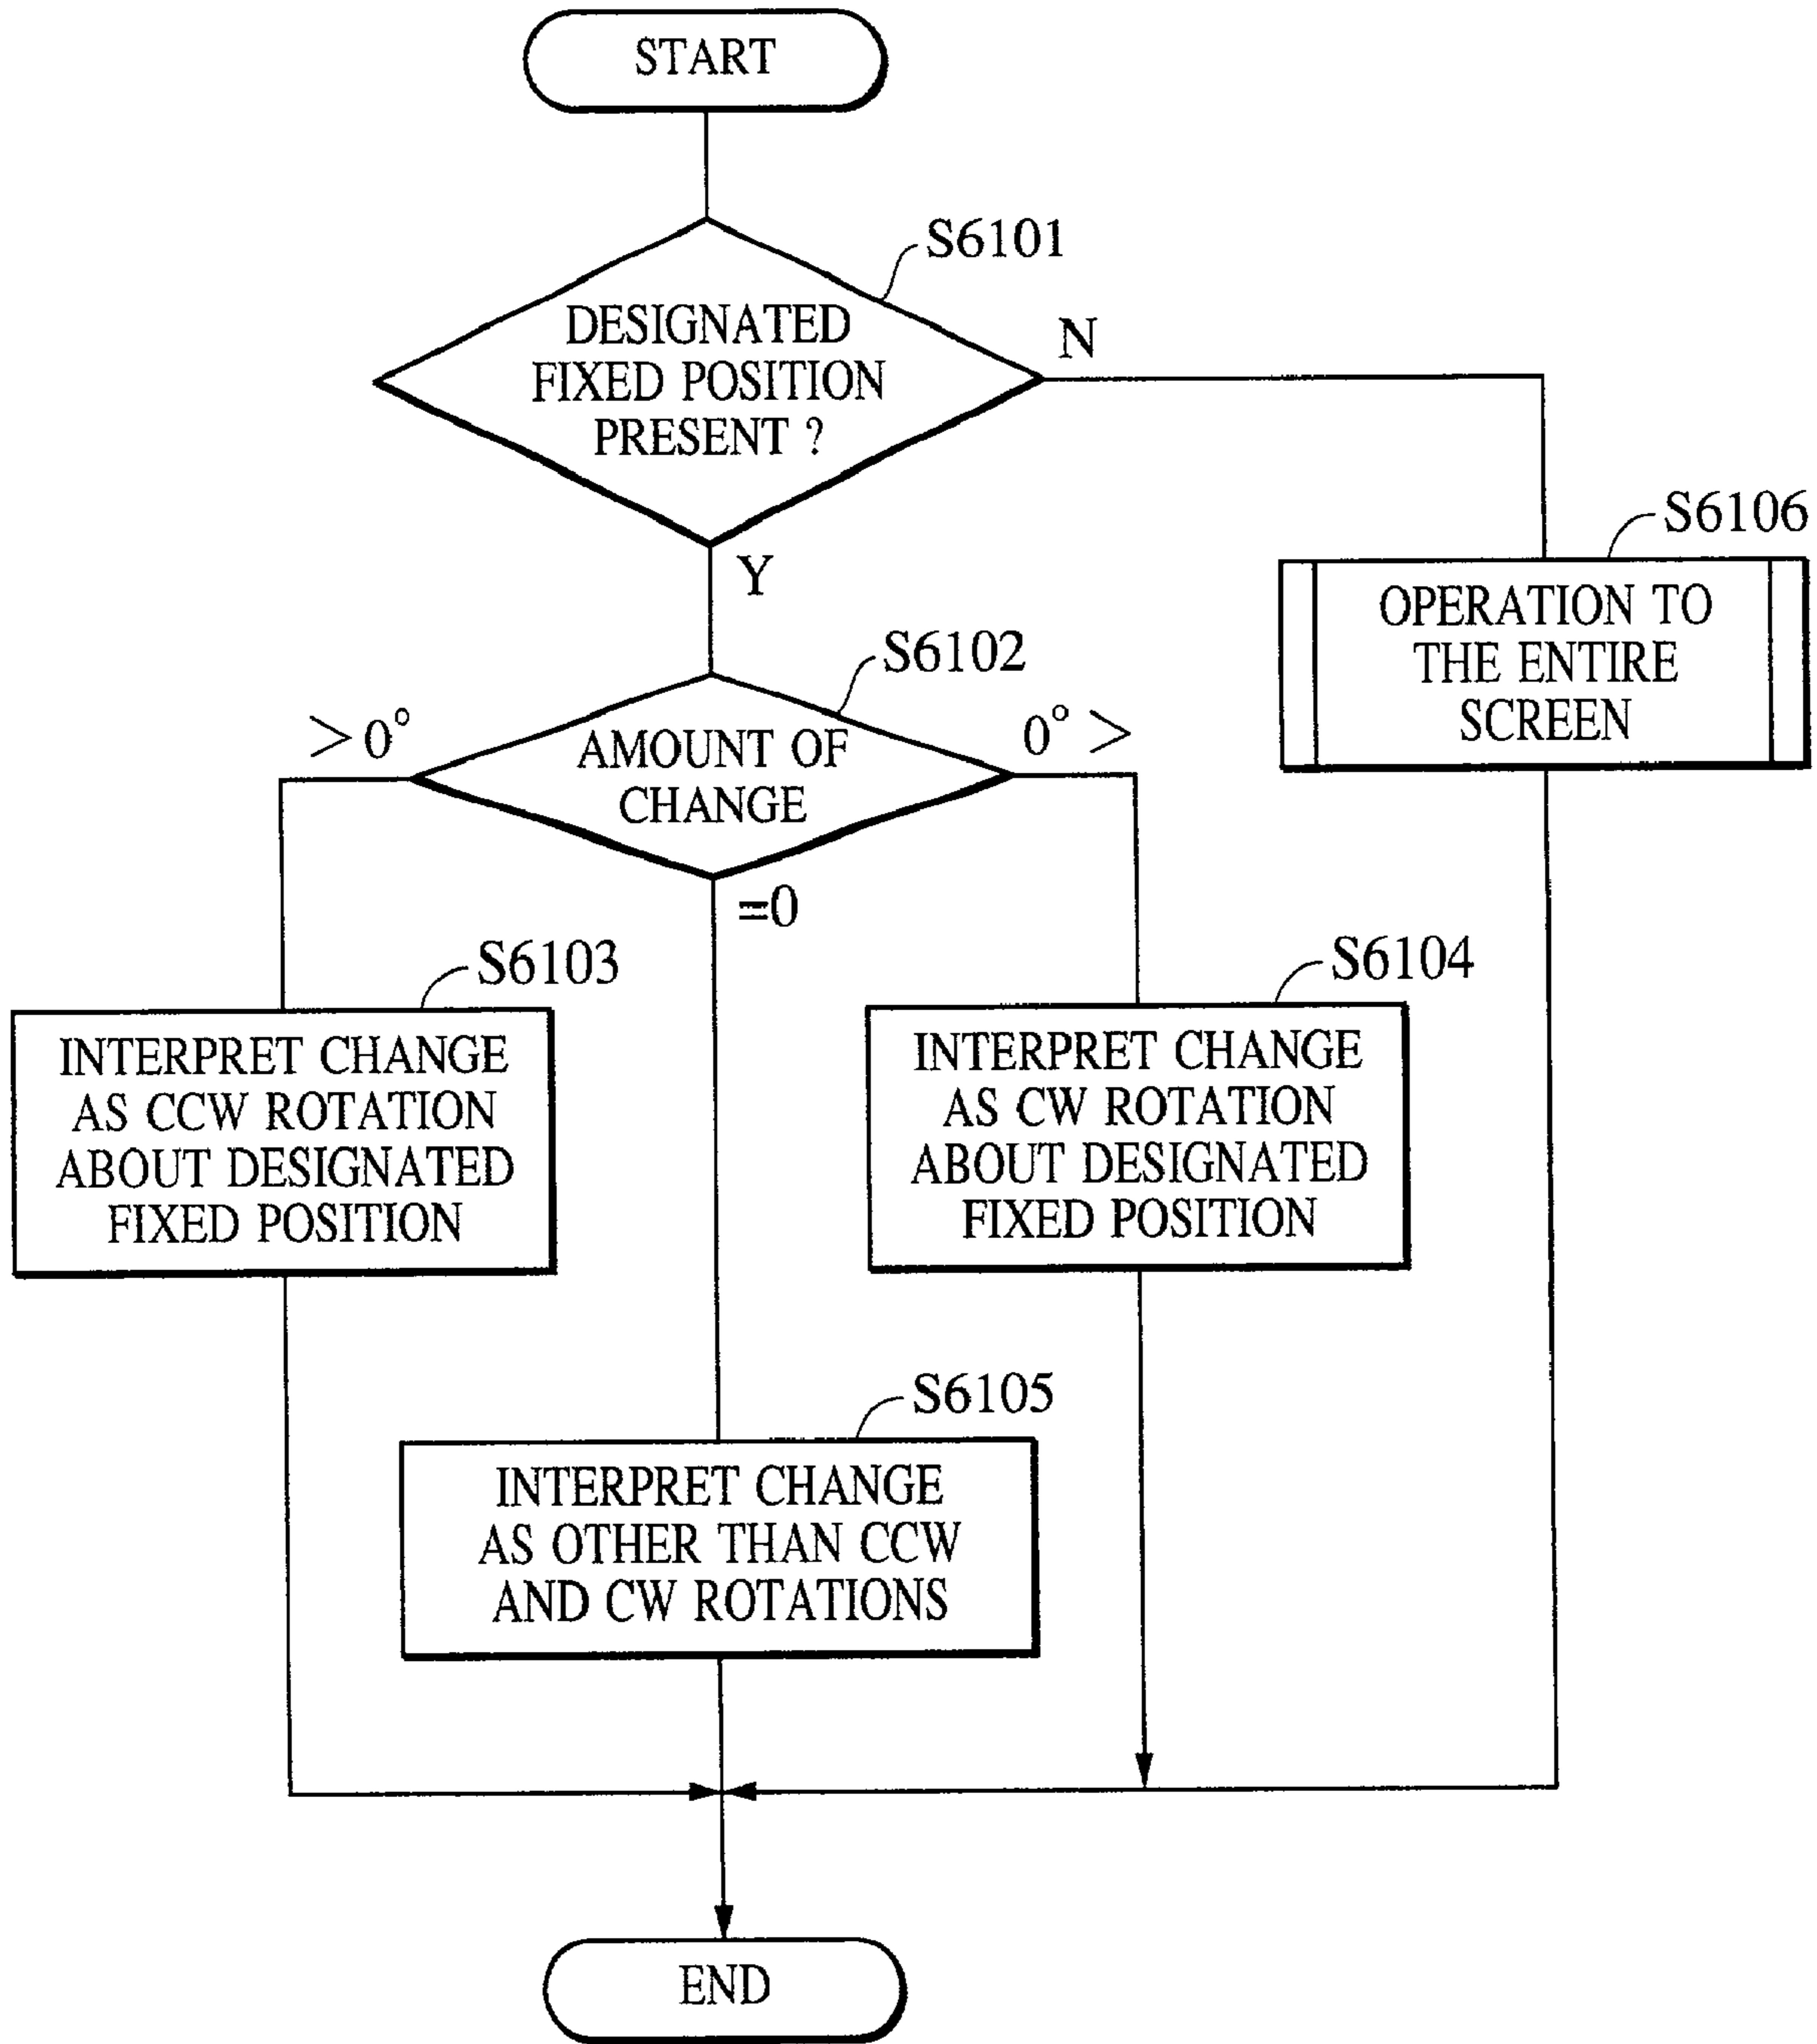 START
S6101
DESIGNATED
FIXED POSITION
PRESENT ?
N
Y
S6106
OPERATION TO
THE ENTIRE
SCREEN
S6102
>0°
AMOUNT OF
CHANGE
0° >
=0
S6103
INTERPRET CHANGE
AS CCW ROTATION
ABOUT DESIGNATED
FIXED POSITION
S6104
INTERPRET CHANGE
AS CW ROTATION
ABOUT DESIGNATED
FIXED POSITION
S6105
INTERPRET CHANGE
AS OTHER THAN CCW
AND CW ROTATIONS
END